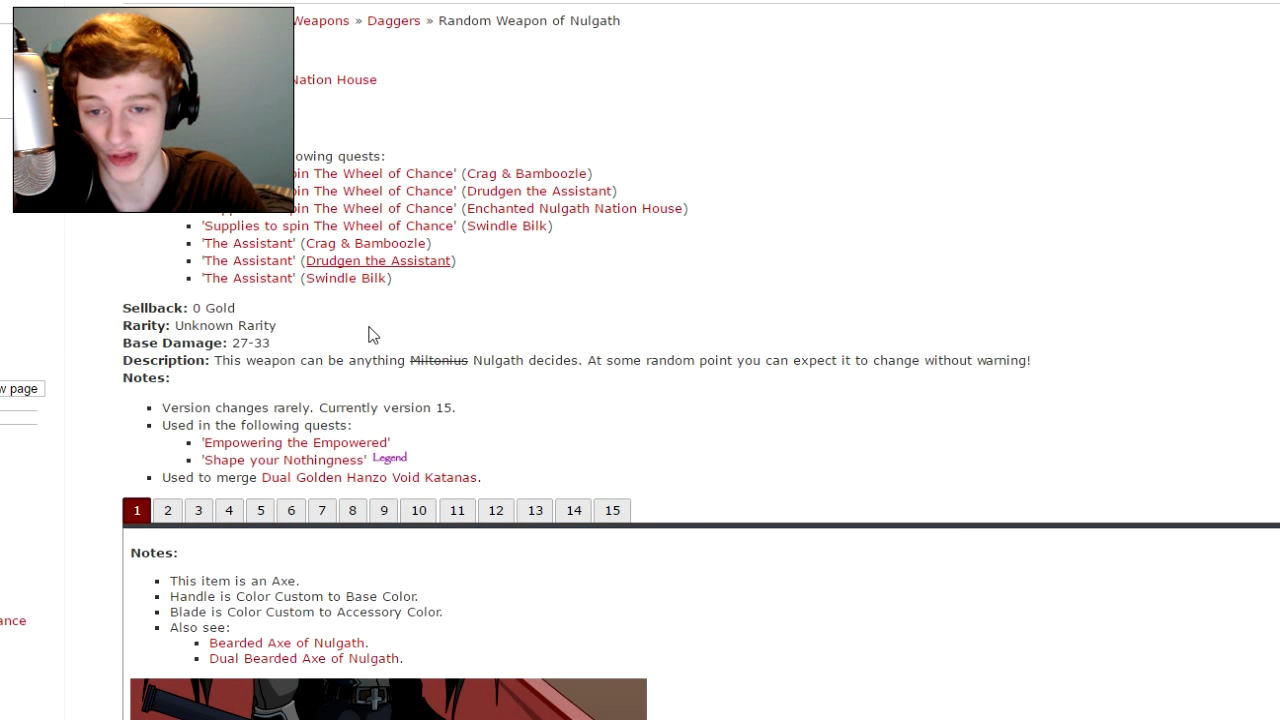 Weapons » Daggers » Random Weapon of Nulgath
Nation House
owing quests:
pin The Wheel of Chance' (Crag & Bamboozle)
pin The Wheel of Chance' (Drudgen the Assistant)
spin The Wheel of Chance' (Enchanted Nulgath Nation House)
'Supplies to spin The Wheel of Chance' (Swindle Bilk)
'The Assistant' (Crag & Bamboozle)
'The Assistant' (Drudgen the Assistant)
'The Assistant' (Swindle Bilk)
Sellback: 0 Gold
Rarity: Unknown Rarity
Base Damage: 27-33
Description: This weapon can be anything Miltonius Nulgath decides. At some random point you can expect it to change without warning!
Notes:
w page
Version changes rarely. Currently version 15.
Used in the following quests:
'Empowering the Empowered'
'Shape your Nothingness' Legend
Used to merge Dual Golden Hanzo Void Katanas.
1 2 3 4 5 6 7 8 9 10 11 12 13 14 15
Notes:
This item is an Axe.
Handle is Color Custom to Base Color.
Blade is Color Custom to Accessory Color.
ance
Also see:
Bearded Axe of Nulgath.
Dual Bearded Axe of Nulgath.